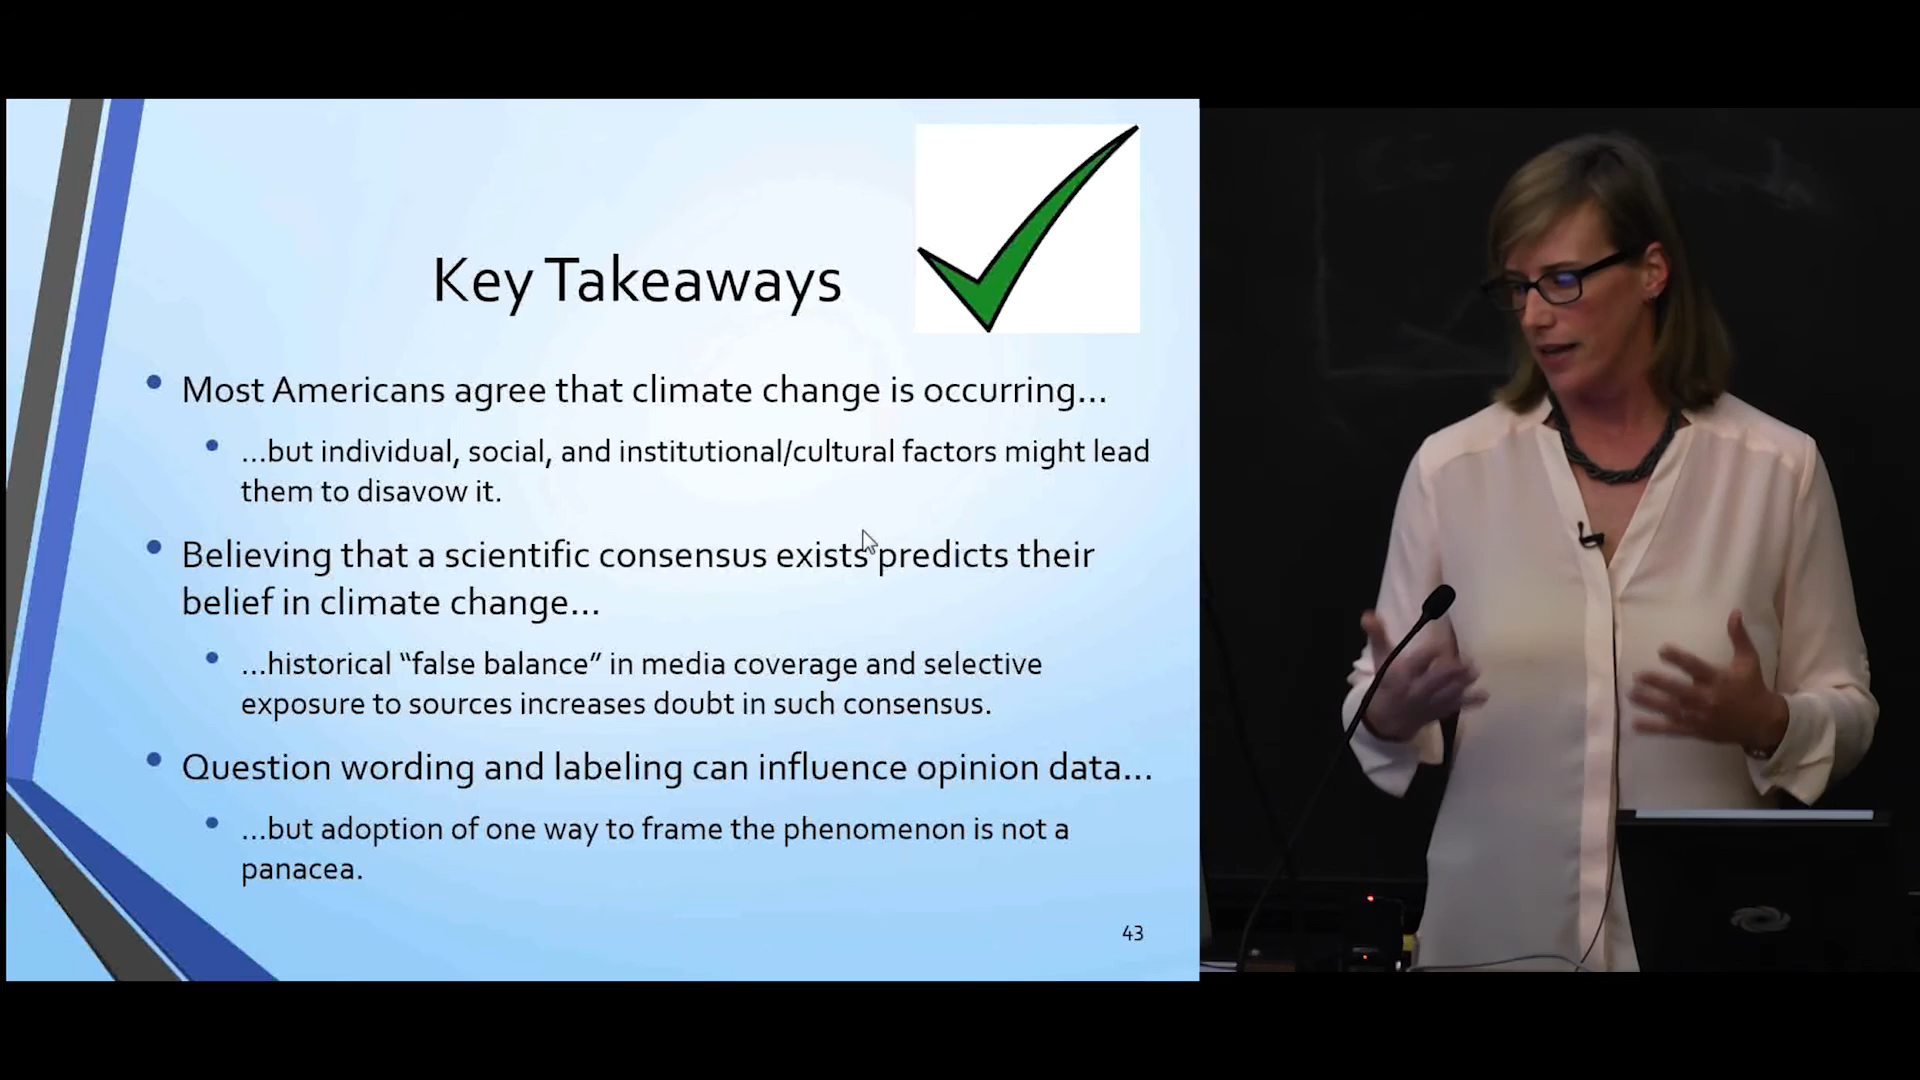 Key Takeaways
• Most Americans agree that climate change is occurring...
• ...but individual, social, and institutional/cultural factors might lead
them to disavow it.
• Believing that a scientific consensus exists predicts their
belief in climate change...
• ...historical “false balance” in media coverage and selective
exposure to sources increases doubt in such consensus.
• Question wording and labeling can influence opinion data...
• ...but adoption of one way to frame the phenomenon is not a
panacea.
43